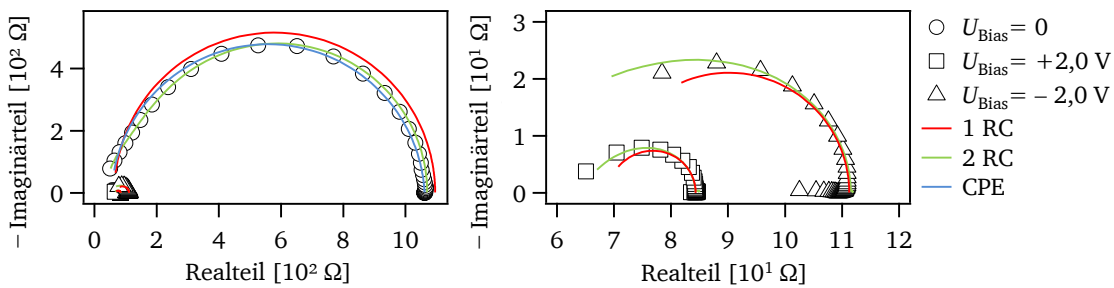 − Imaginärteil [10² Ω]
4
2
0
0 2 4 6 8 10
Realteil [10² Ω]
− Imaginärteil [10¹ Ω]
3
2
1
0
6 7 8 9 10 11 12
Realteil [10¹ Ω]
U_Bias = 0
U_Bias = +2,0 V
U_Bias = – 2,0 V
1 RC
2 RC
CPE